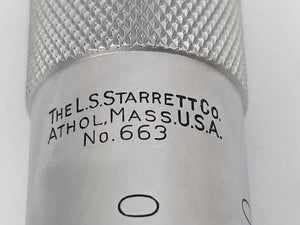 THE L.S. STARRETT CO.
ATHOL, MASS. U.S.A.
No. 663
0